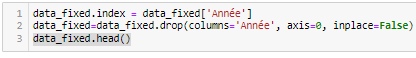 1 data_fixed.index = data_fixed['Année']
2 data_fixed=data_fixed.drop(columns='Année', axis=0, inplace=False)
3 data_fixed.head()